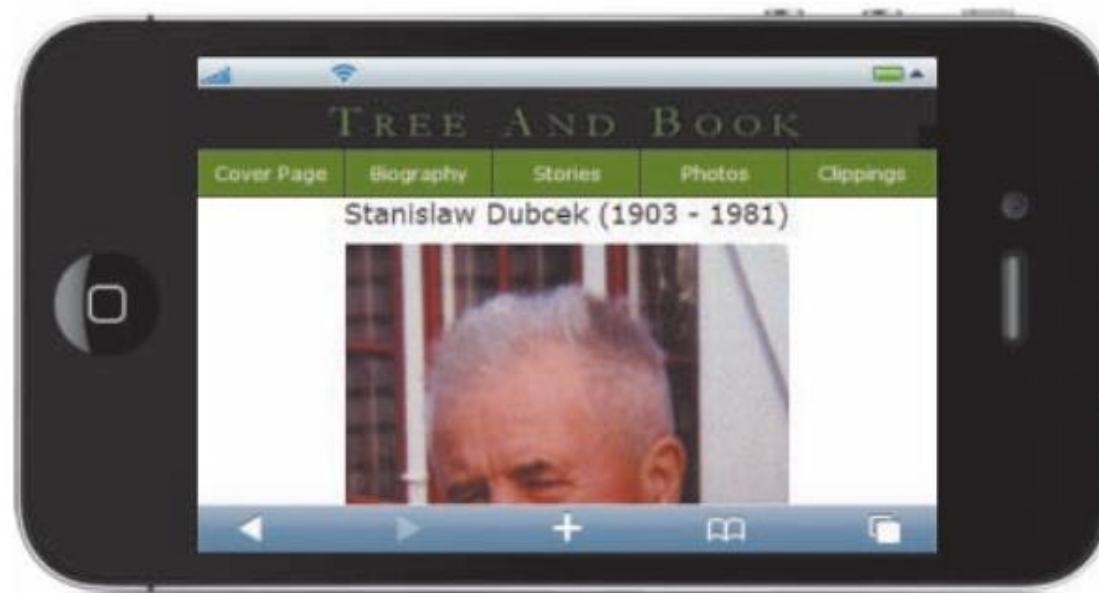 TREE AND BOOK
Cover Page Biography Stories Photos Clippings
Stanislaw Dubcek (1903 - 1981)